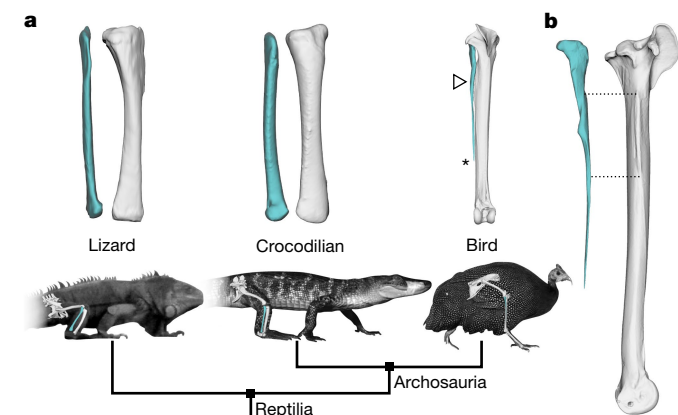 a
b
*
Lizard
Crocodilian
Bird
Archosauria
Reptilia